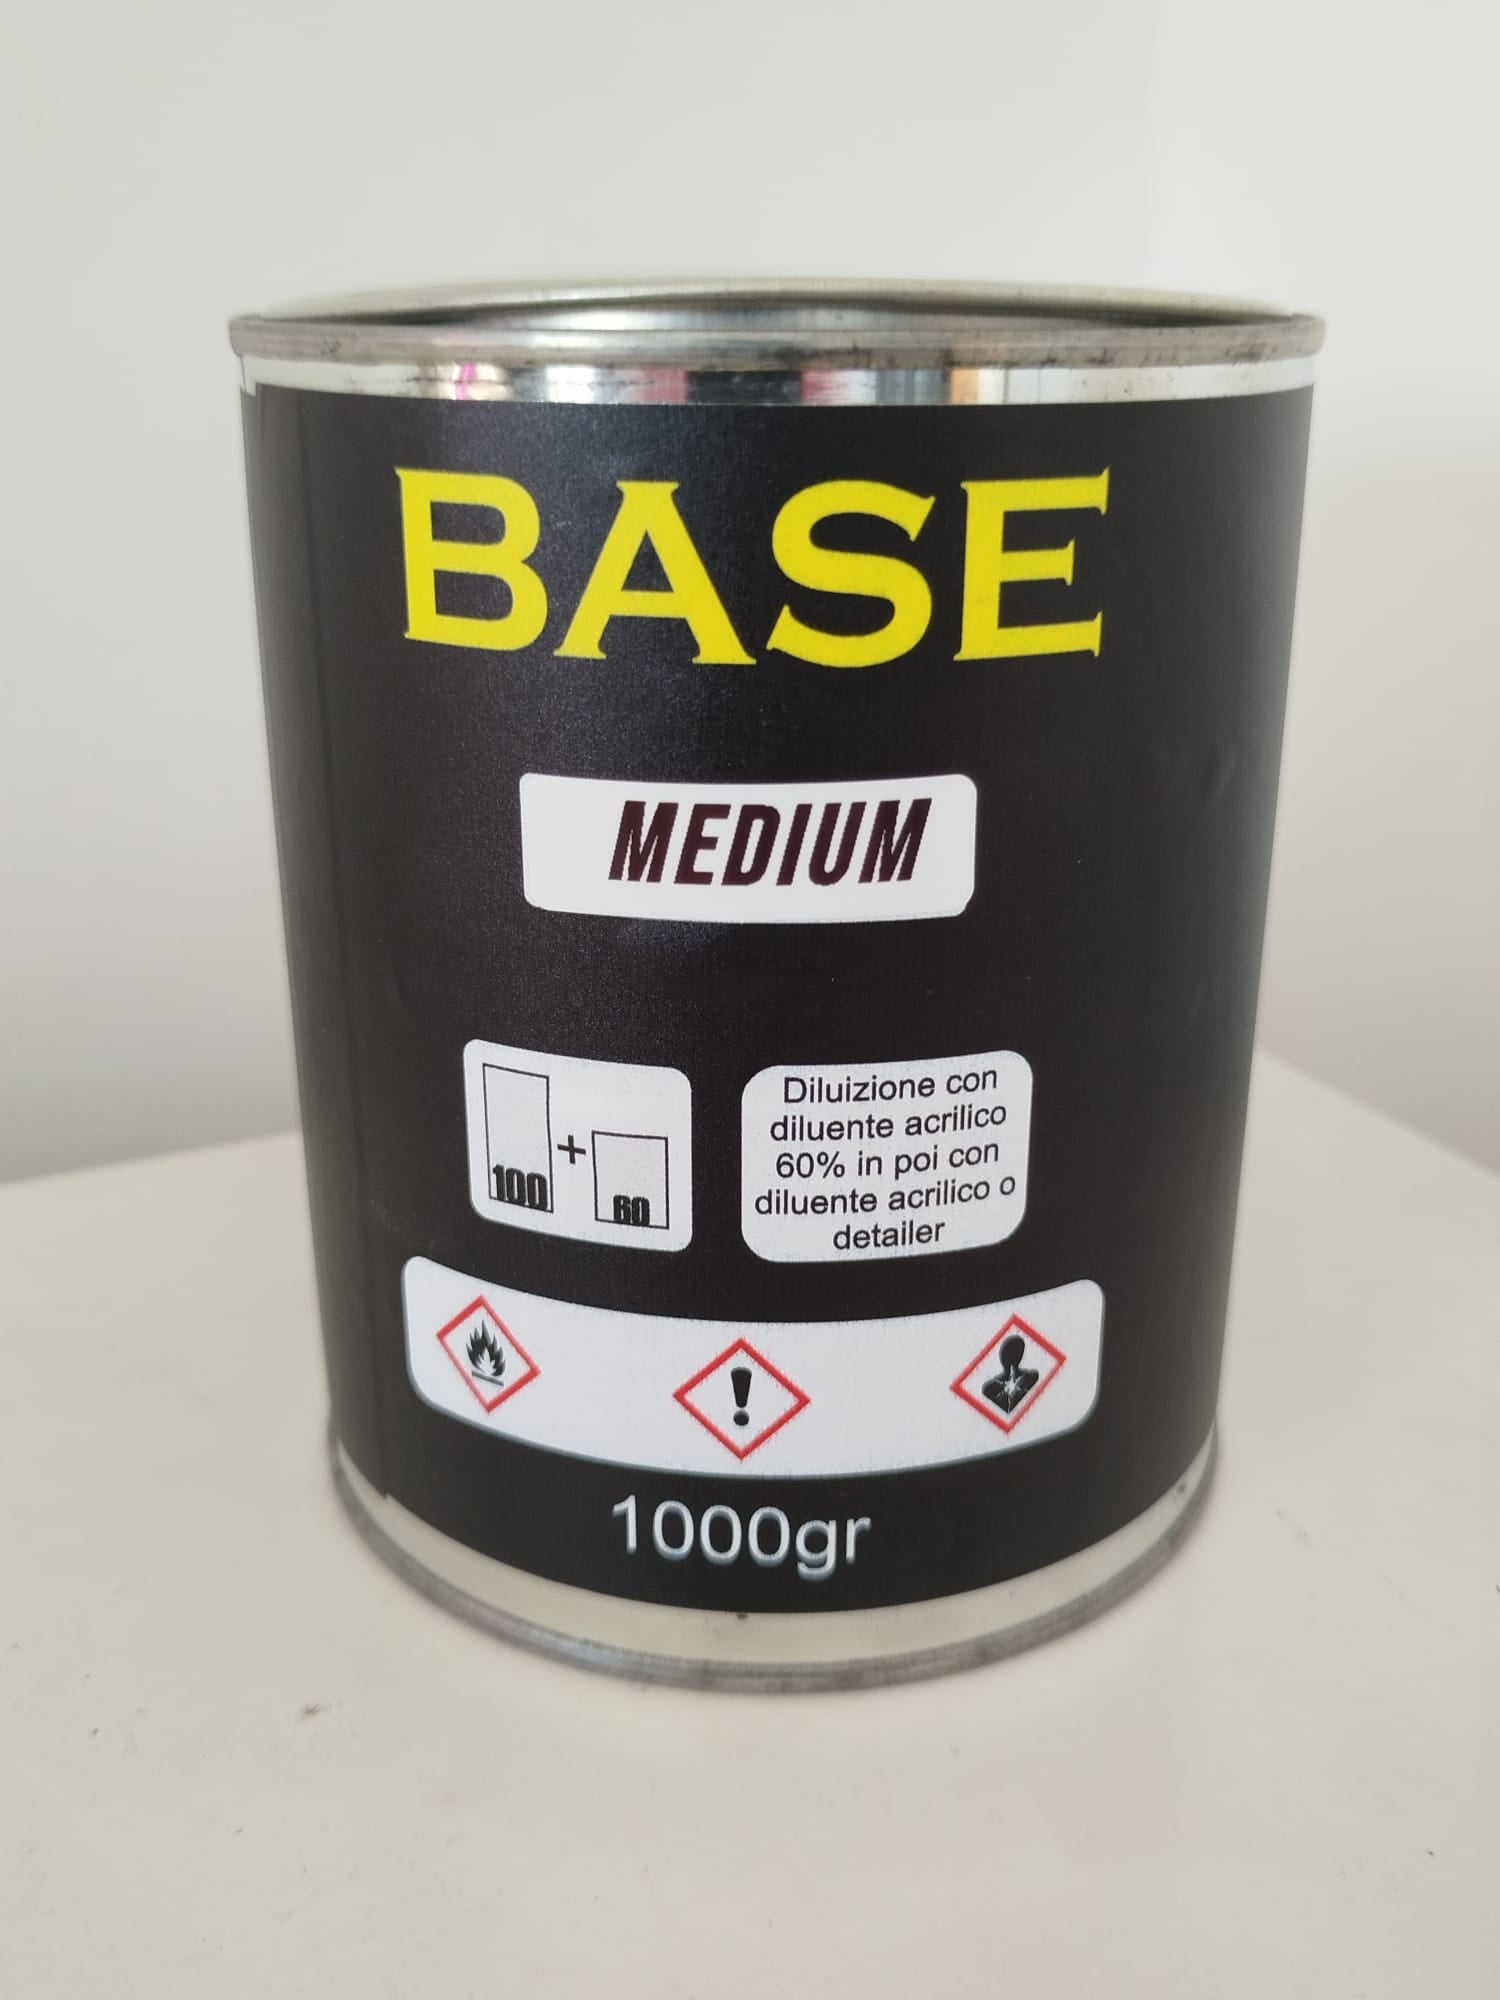 BASE
MEDIUM
100 + 60
Diluizione con
diluente acrilico
60% in poi con
diluente acrilico o
detailer
1000gr